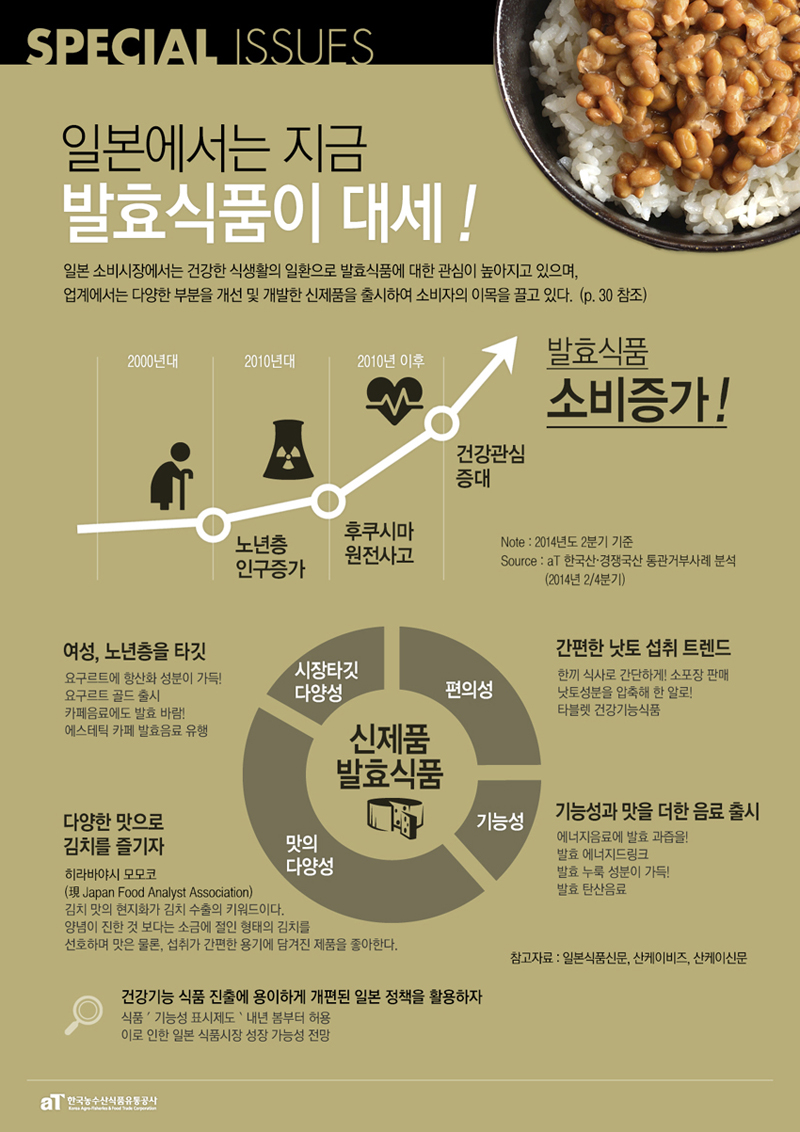 SPECIAL ISSUES
일본에서는 지금
발효식품이 대세!
일본 소비시장에서는 건강한 식생활의 일환으로 발효식품에 대한 관심이 높아지고 있으며,
업계에서는 다양한 부분을 개선 및 개발한 신제품을 출시하여 소비자의 이목을 끌고 있다. (p. 30 참조)
2000년대
2010년대
2010년 이후
발효식품
소비증가!
노년층
인구증가
후쿠시마
원전사고
건강관심
증대
Note : 2014년도 2분기 기준
Source : aT 한국산·경쟁국산 통관거부사례 분석
(2014년 2/4분기)
여성, 노년층을 타깃
요구르트에 항산화 성분이 가득!
요구르트 골드 출시
카페음료에도 발효 바람!
에스테틱 카페 발효음료 유행
시장타깃
다양성
편의성
신제품
발효식품
기능성
맛의
다양성
간편한 낫토 섭취 트렌드
한끼 식사로 간단하게! 소포장 판매
낫토성분을 압축해 한 알로!
타블렛 건강기능식품
다양한 맛으로
김치를 즐기자
히라바야시 모모코
(現 Japan Food Analyst Association)
김치 맛의 현지화가 김치 수출의 키워드이다.
양념이 진한 것 보다는 소금에 절인 형태의 김치를
선호하며 맛은 물론, 섭취가 간편한 용기에 담겨진 제품을 좋아한다.
기능성과 맛을 더한 음료 출시
에너지음료에 발효 과즙을!
발효 에너지드링크
발효 누룩 성분이 가득!
발효 탄산음료
참고자료 : 일본식품신문, 산케이비즈, 산케이신문
건강기능 식품 진출에 용이하게 개편된 일본 정책을 활용하자
식품 ´ 기능성 표시제도 ` 내년 봄부터 허용
이로 인한 일본 식품시장 성장 가능성 전망
aT 한국농수산식품유통공사
Korea Agro-Fisheries & Food Trade Corporation